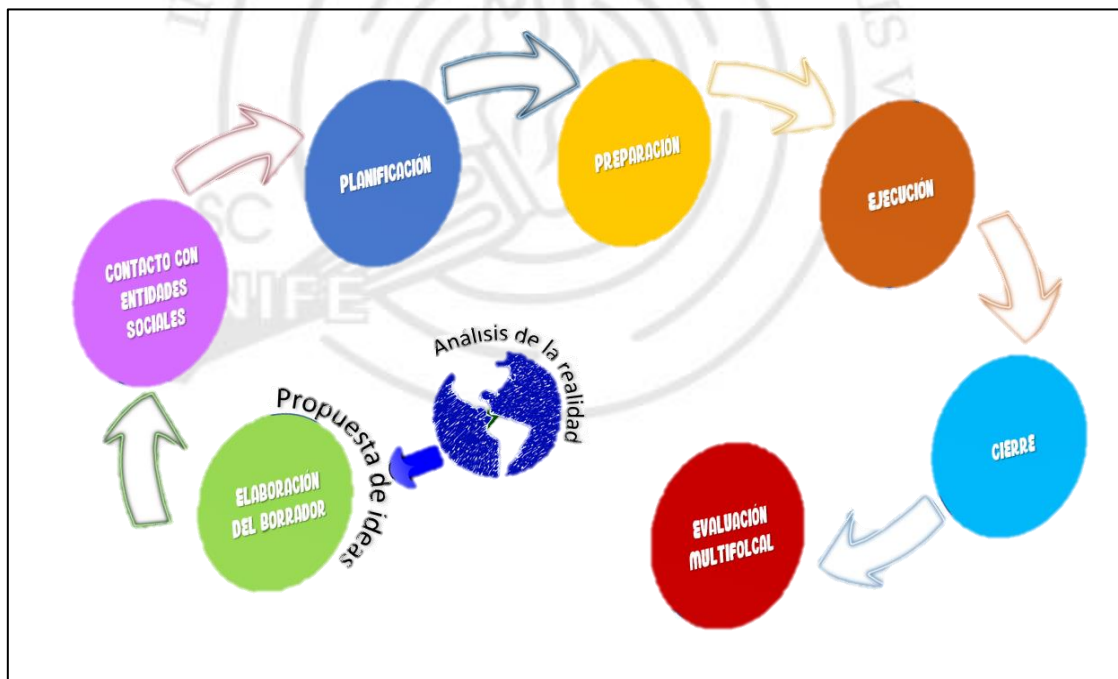 Análisis de la realidad
Propuesta de ideas
ELABORACIÓN
DEL BORRADOR
CONTACTO CON
ENTIDADES
SOCIALES
PLANIFICACIÓN
PREPARACIÓN
EJECUCIÓN
CIERRE
EVALUACIÓN
MULTIFOLCAL